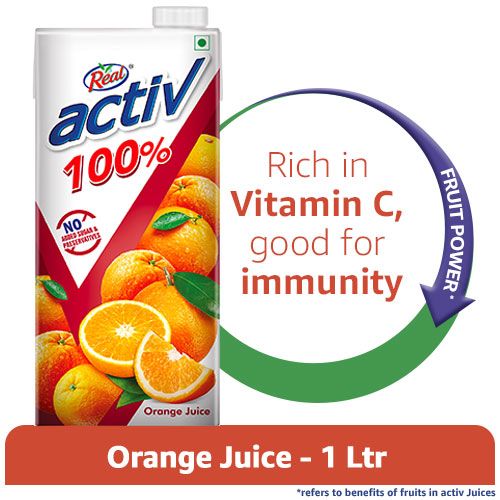 Real
activ
100%
NO
ADDED SUGAR &
PRESERVATIVES
Orange Juice
Rich in
Vitamin C,
good for
immunity
FRUIT POWER*
Orange Juice - 1 Ltr
*refers to benefits of fruits in activ Juices